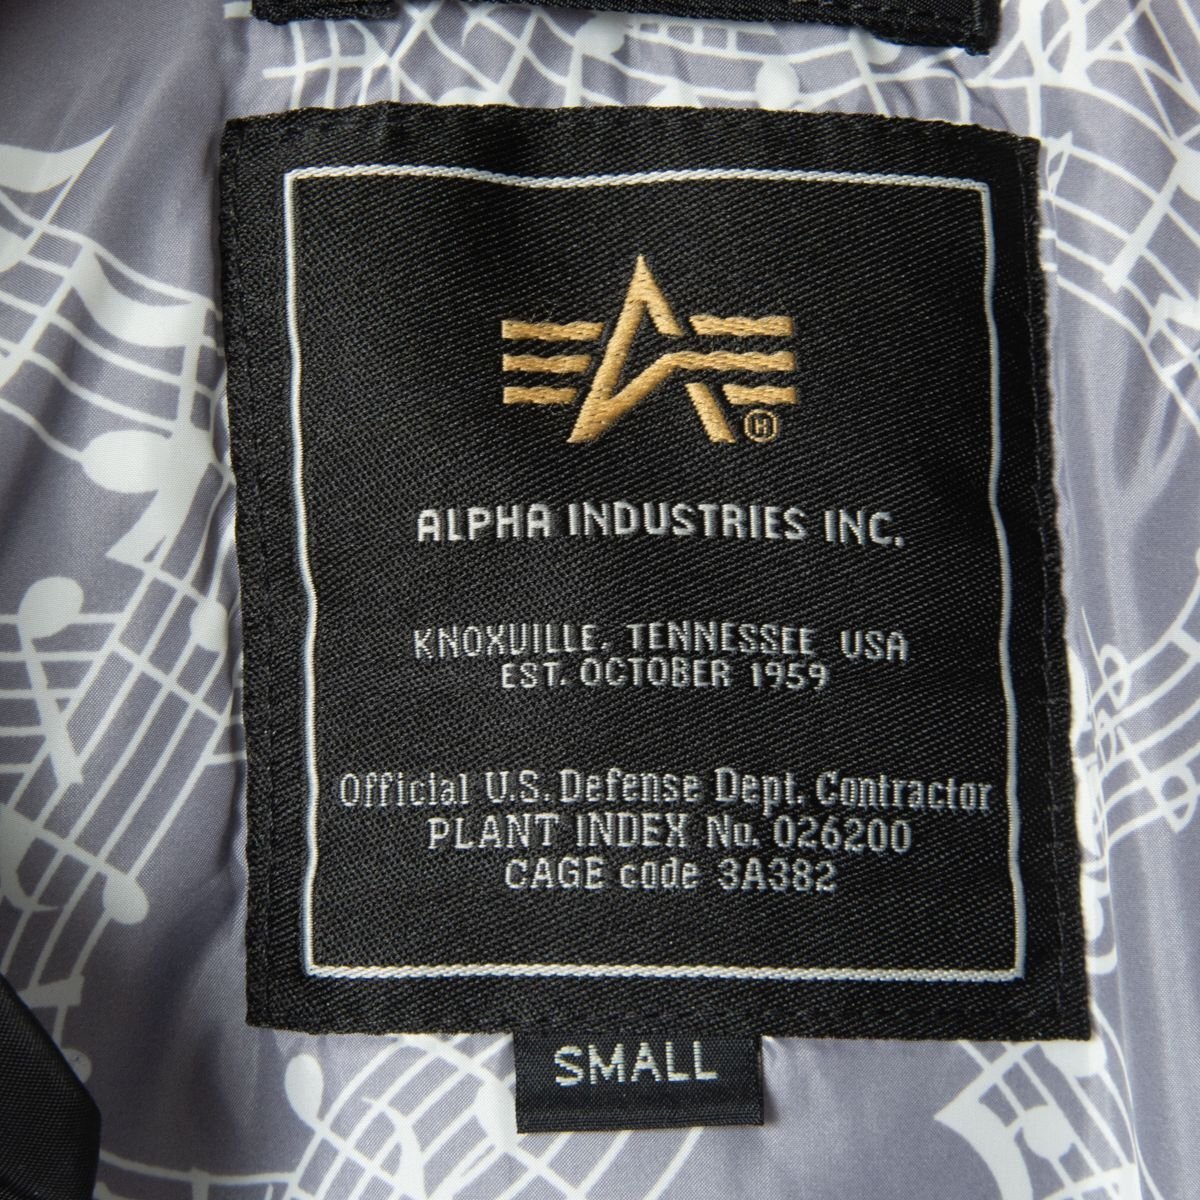 ALPHA INDUSTRIES INC.
KNOXVILLE, TENNESSEE USA
EST. OCTOBER 1959
Official U.S. Defense Dept. Contractor
PLANT INDEX No. 026200
CAGE code 3A382
SMALL